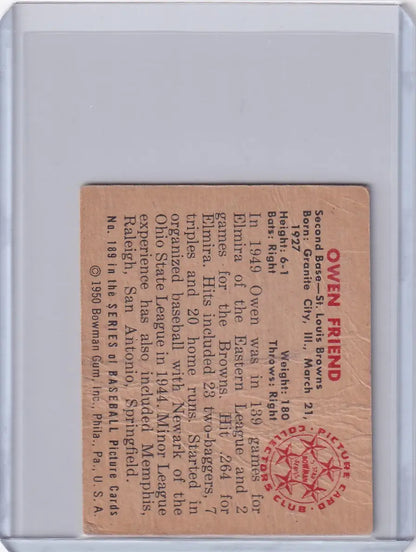 OWEN FRIEND
Second Base—St. Louis Browns
Born: Granite City, Ill., March 21,
1927
Height: 6-1 Weight: 180
Bats: Right Throws: Right
In 1949 Owen was in 139 games for
Elmira of the Eastern League and 2
games for the Browns. Hit .264 for
Elmira. Hits included 23 two-baggers, 7
triples and 20 home runs. Started in
organized baseball with Newark of the
Ohio State League in 1944. Minor League
experience has also included Memphis,
Raleigh, San Antonio, Springfield.
No. 189 in the SERIES of BASEBALL Picture Cards
©1950 Bowman Gum, Inc., Phila., Pa., U. S. A.
PICTURE CARD
COLLECTORS CLUB
BOWMAN